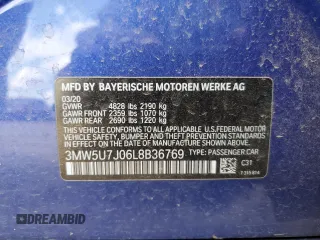 MFD BY BAYERISCHE MOTOREN WERKE AG
03/20
GVWR 4828 lbs 2190 kg
GAWR FRONT 2359 lbs 1070 kg
GAWR REAR 2690 lbs 1220 kg
THIS VEHICLE CONFORMS TO ALL APPLICABLE U.S. FEDERAL MOTOR
VEHICLE SAFETY, BUMPER, AND THEFT PREVENTION
STANDARDS IN EFFECT ON THE DATE OF
MANUFACTURE SHOWN ABOVE.
3MW5U7J06L8B36769 C31
TYPE: PASSENGER CAR
DREAMBID